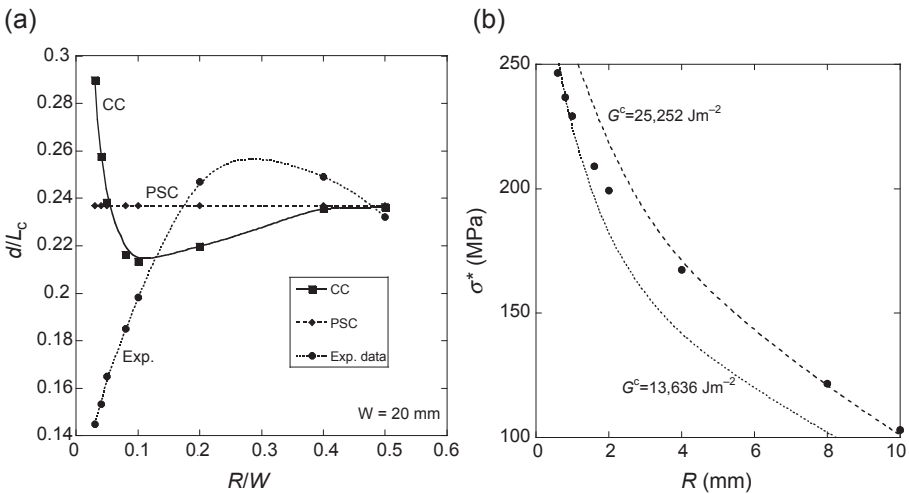 (a)
0.3
0.28
0.26
0.24
0.22
0.2
0.18
0.16
0.14
d/Lc
CC
PSC
Exp.
CC
PSC
Exp. data
W = 20 mm
0
0.1
0.2
0.3
0.4
0.5
0.6
R/W
(b)
250
200
150
100
σ* (MPa)
Gᶜ=25,252 Jm⁻²
Gᶜ=13,636 Jm⁻²
0
2
4
6
8
10
R (mm)